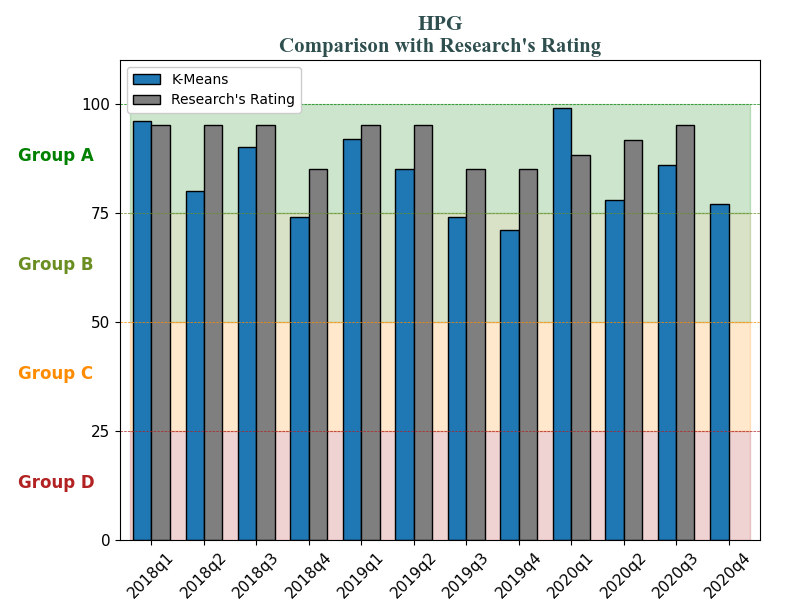 HPG
Comparison with Research's Rating
K-Means
Research's Rating
100
Group A
75
Group B
50
Group C
25
Group D
0
2018q1
2018q2
2018q3
2018q4
2019q1
2019q2
2019q3
2019q4
2020q1
2020q2
2020q3
2020q4